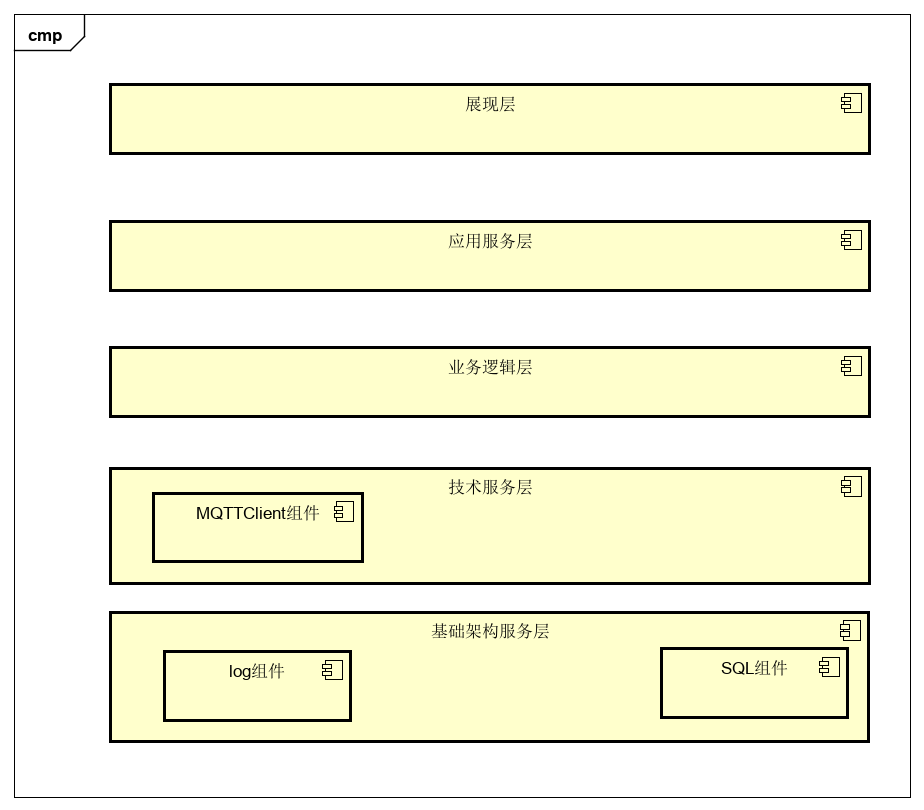 cmp
展现层
应用服务层
业务逻辑层
技术服务层
MQTTClient组件
基础架构服务层
log组件
SQL组件